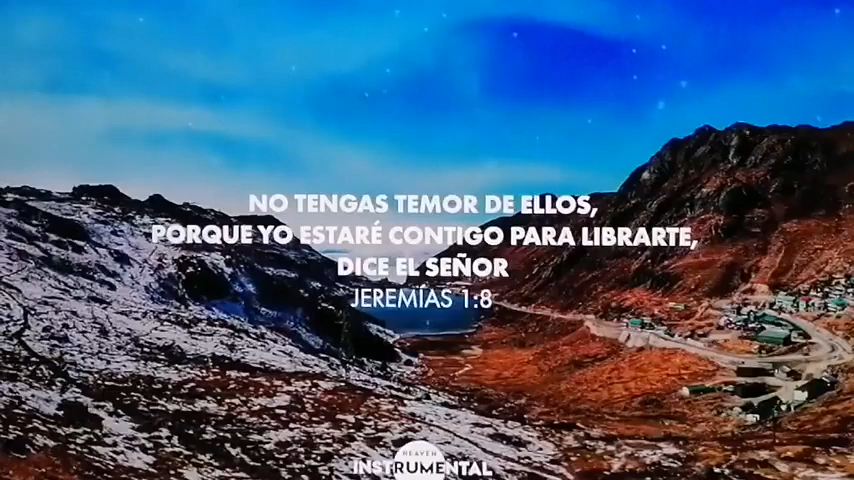 NO TENGAS TEMOR DE ELLOS,
PORQUE YO ESTARÉ CONTIGO PARA LIBRARTE,
DICE EL SEÑOR
JEREMÍAS 1:8
HEAVEN
INSTRUMENTAL